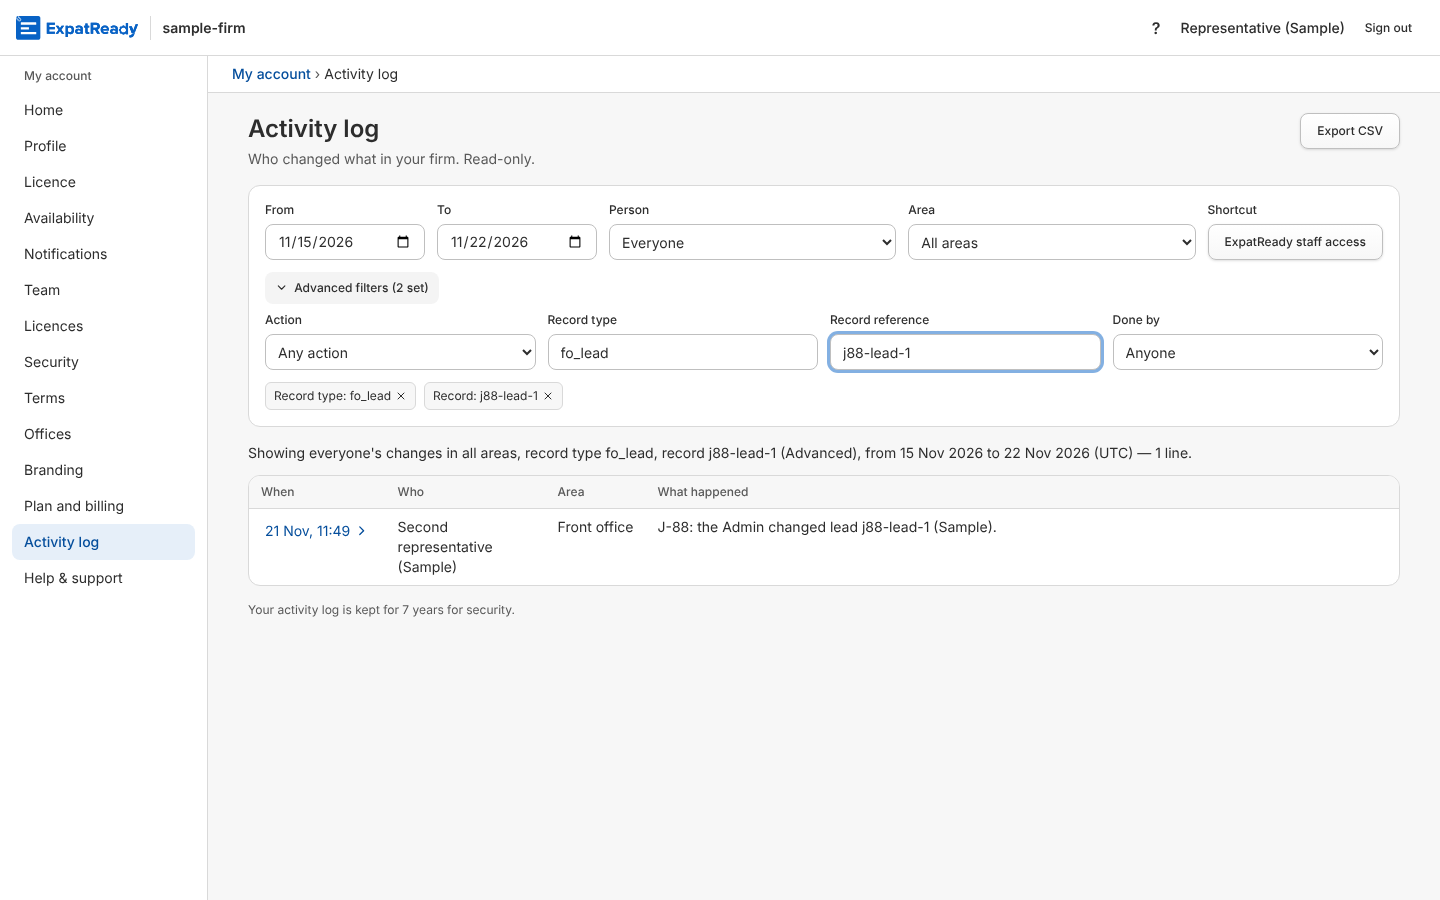 ExpatReady
sample-firm
?
Representative (Sample)
Sign out
My account
Home
Profile
Licence
Availability
Notifications
Team
Licences
Security
Terms
Offices
Branding
Plan and billing
Activity log
Help & support
My account › Activity log
Activity log
Export CSV
Who changed what in your firm. Read-only.
From
To
Person
Area
Shortcut
11/15/2026
11/22/2026
Everyone
All areas
ExpatReady staff access
Advanced filters (2 set)
Action
Record type
Record reference
Done by
Any action
fo_lead
j88-lead-1
Anyone
Record type: fo_lead ×
Record: j88-lead-1 ×
Showing everyone's changes in all areas, record type fo_lead, record j88-lead-1 (Advanced), from 15 Nov 2026 to 22 Nov 2026 (UTC) — 1 line.
When
Who
Area
What happened
21 Nov, 11:49
Second
representative
(Sample)
Front office
J-88: the Admin changed lead j88-lead-1 (Sample).
Your activity log is kept for 7 years for security.